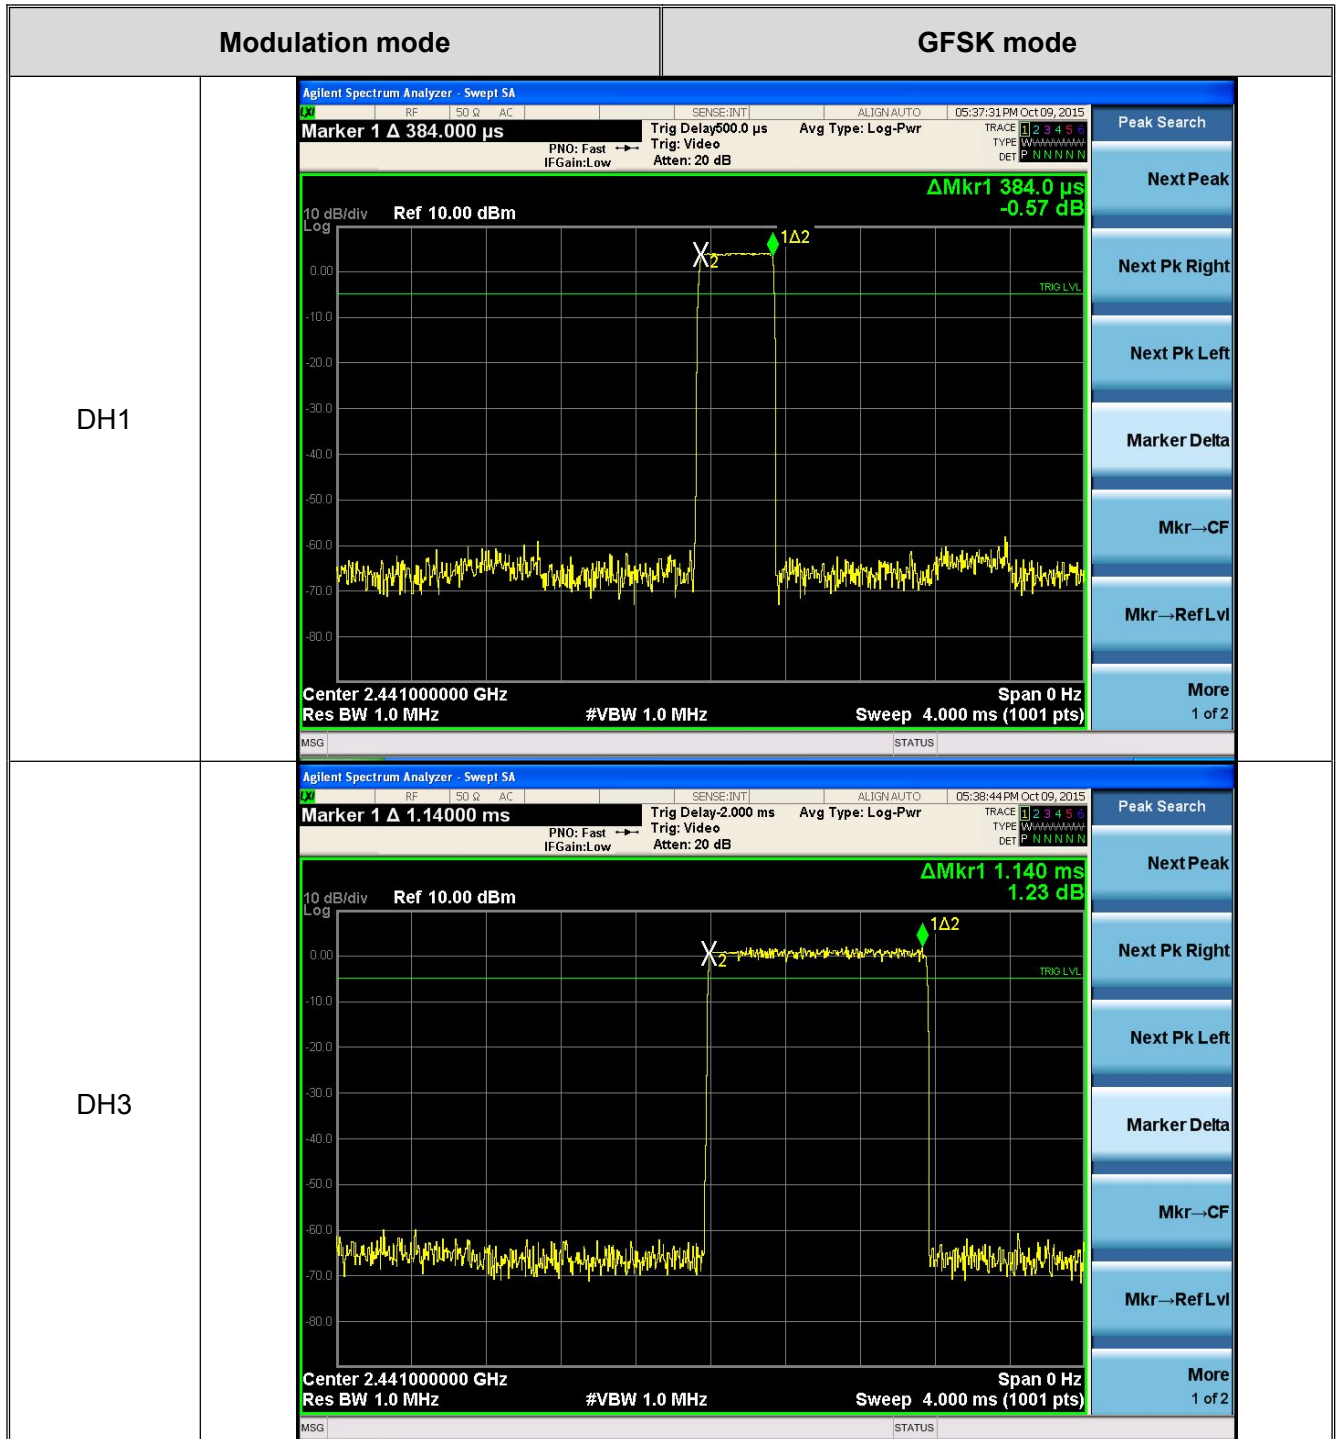 Modulation mode GFSK mode
DH1
Agilent Spectrum Analyzer - Swept SA
LXI RF 50 Ω AC SENSE:INT ALIGN AUTO 05:37:31 PM Oct 09, 2015
Marker 1 Δ 384.000 µs
Trig Delay500.0 µs Avg Type: Log-Pwr
TRACE 1 2 3 4 5 6
PNO: Fast Trig: Video
TYPE WWWWWW
IFGain:Low Atten: 20 dB
DET P N N N N N
ΔMkr1 384.0 µs
-0.57 dB
10 dB/div Ref 10.00 dBm
Log
1Δ2
X2
0.00
TRIG LVL
-10.0
-20.0
-30.0
-40.0
-50.0
-60.0
-70.0
-80.0
Center 2.441000000 GHz Span 0 Hz
Res BW 1.0 MHz #VBW 1.0 MHz Sweep 4.000 ms (1001 pts)
MSG STATUS
Peak Search
Next Peak
Next Pk Right
Next Pk Left
Marker Delta
Mkr→CF
Mkr→Ref Lvl
More
1 of 2
DH3
Agilent Spectrum Analyzer - Swept SA
LXI RF 50 Ω AC SENSE:INT ALIGN AUTO 05:38:44 PM Oct 09, 2015
Marker 1 Δ 1.14000 ms
Trig Delay-2.000 ms Avg Type: Log-Pwr
TRACE 1 2 3 4 5 6
PNO: Fast Trig: Video
TYPE WWWWWW
IFGain:Low Atten: 20 dB
DET P N N N N N
ΔMkr1 1.140 ms
1.23 dB
10 dB/div Ref 10.00 dBm
Log
1Δ2
X2
0.00
TRIG LVL
-10.0
-20.0
-30.0
-40.0
-50.0
-60.0
-70.0
-80.0
Center 2.441000000 GHz Span 0 Hz
Res BW 1.0 MHz #VBW 1.0 MHz Sweep 4.000 ms (1001 pts)
MSG STATUS
Peak Search
Next Peak
Next Pk Right
Next Pk Left
Marker Delta
Mkr→CF
Mkr→Ref Lvl
More
1 of 2